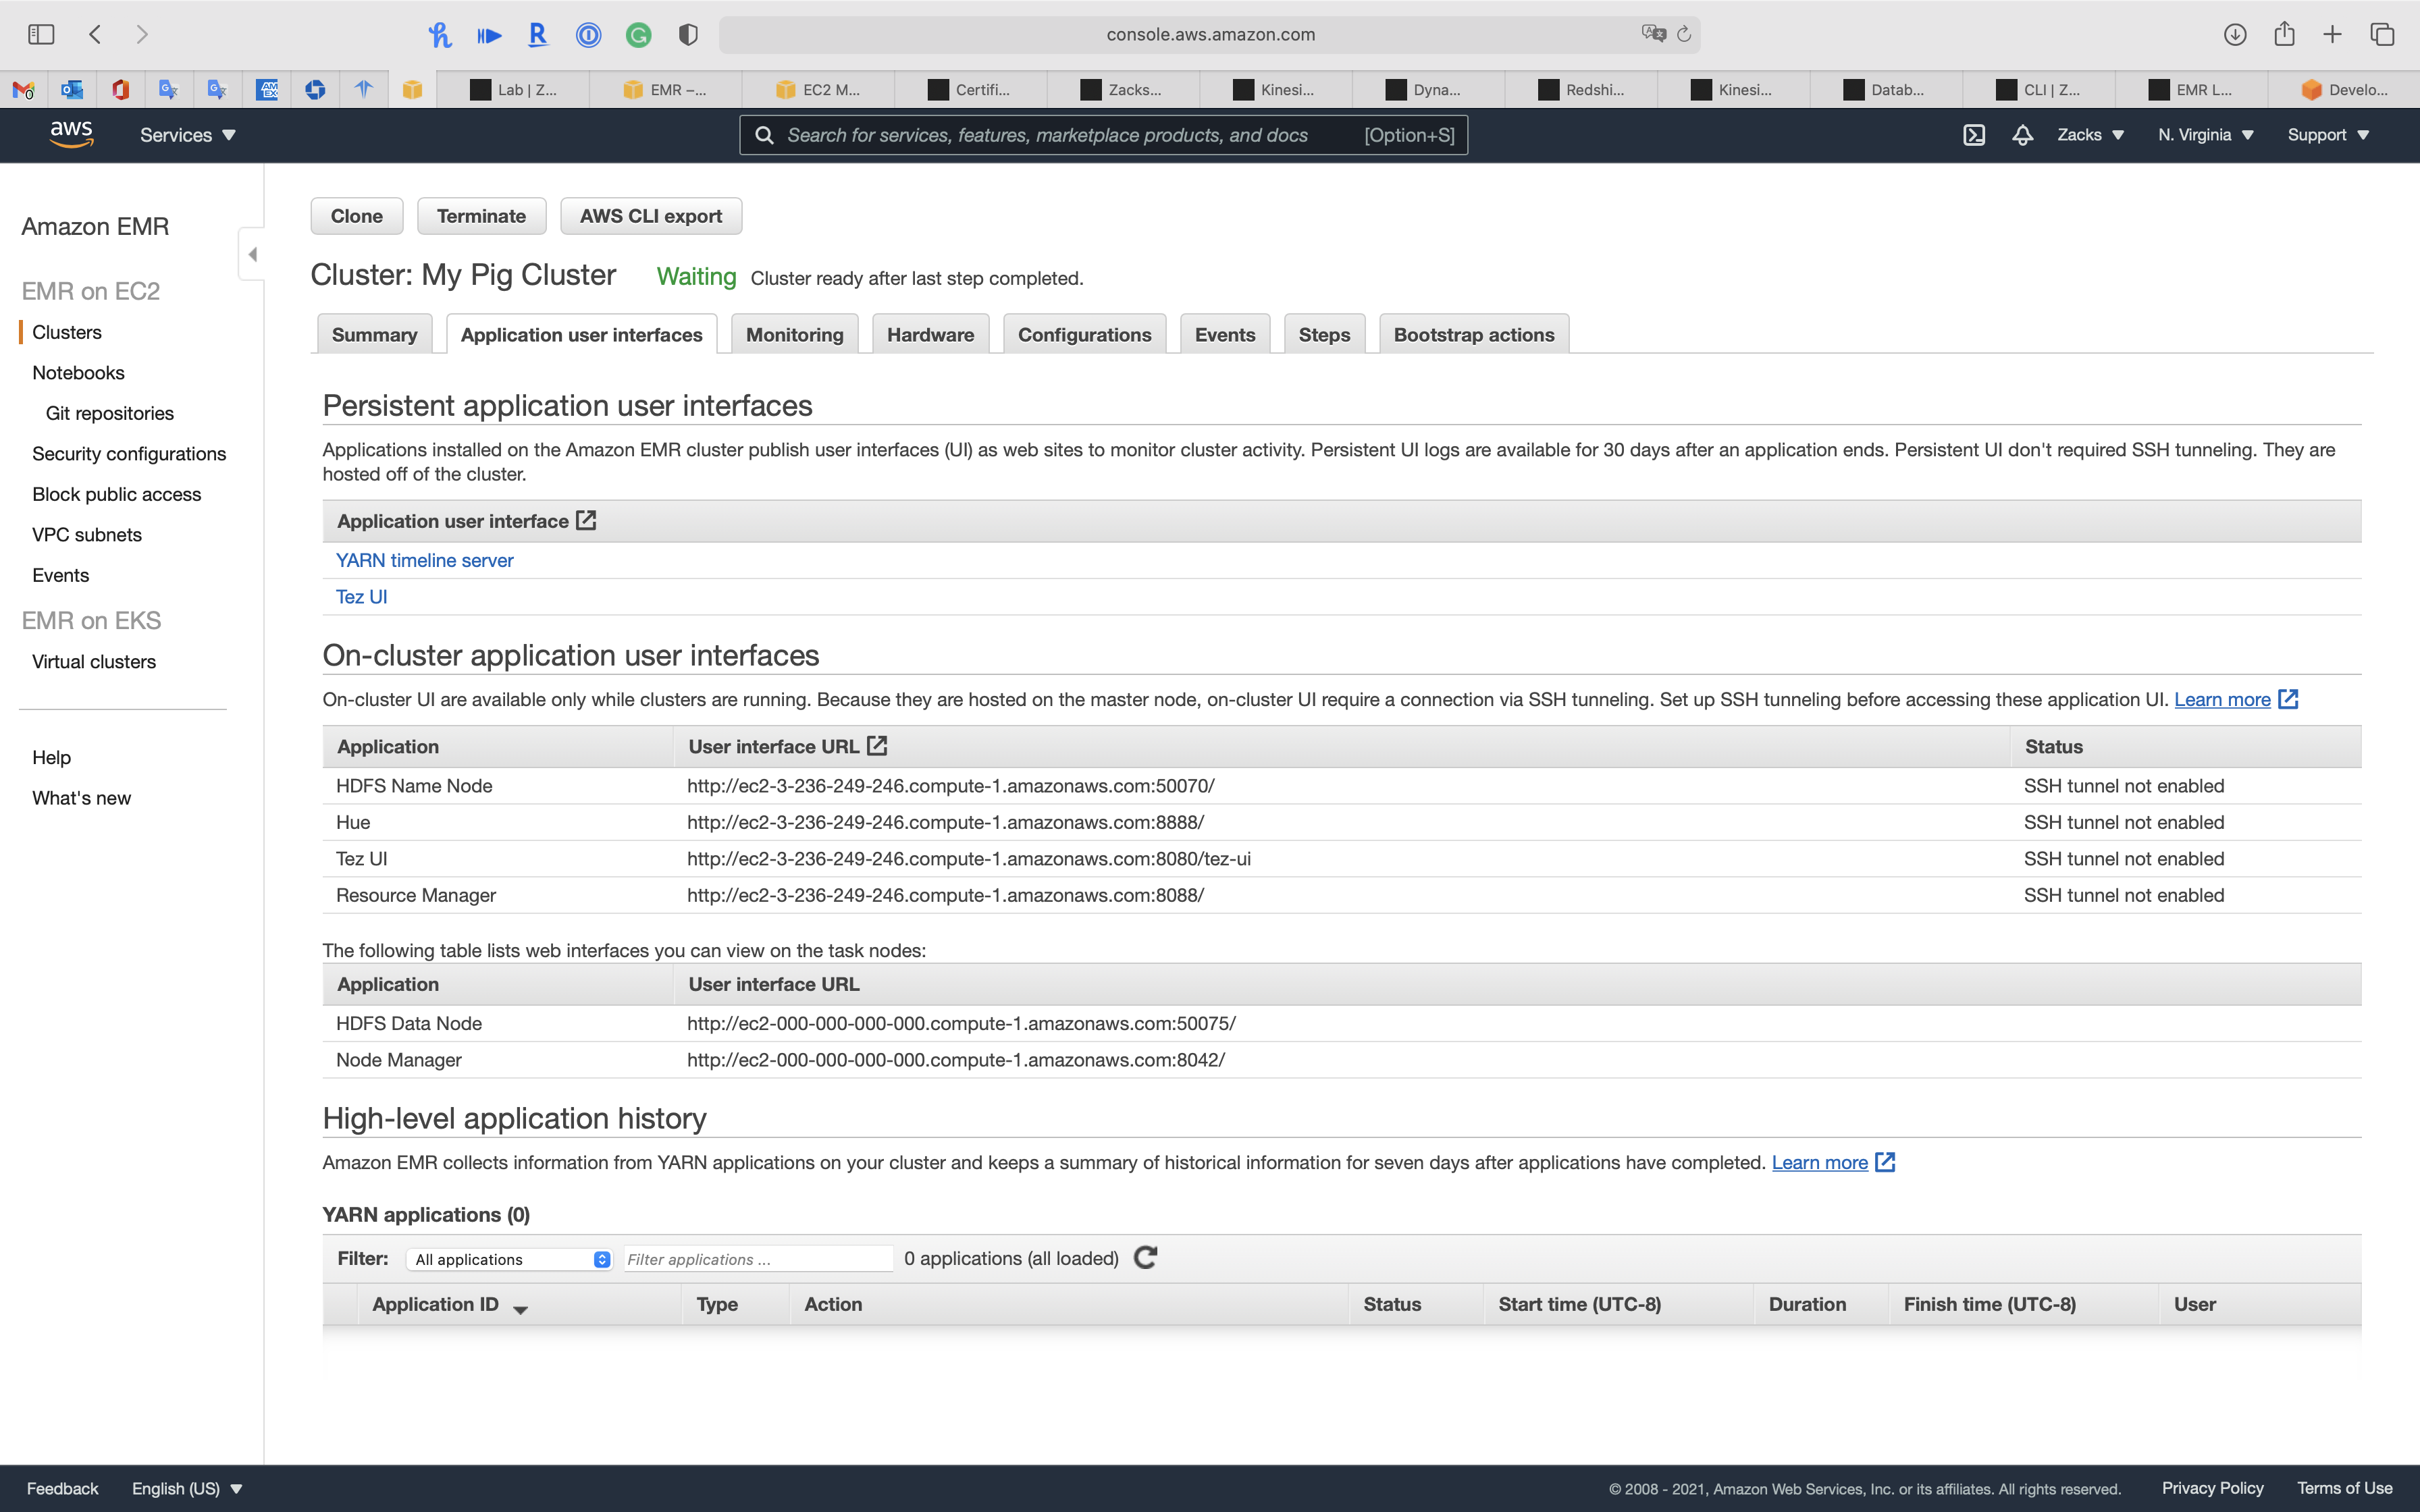 console.aws.amazon.com
Lab | Z...
EMR –...
EC2 M...
Certifi...
Zacks...
Kinesi...
Dyna...
Redshi...
Kinesi...
Datab...
CLI | Z...
EMR L...
Develo...
aws
Services
Search for services, features, marketplace products, and docs [Option+S]
Zacks
N. Virginia
Support
Amazon EMR
EMR on EC2
Clusters
Notebooks
Git repositories
Security configurations
Block public access
VPC subnets
Events
EMR on EKS
Virtual clusters
Help
What's new
Clone
Terminate
AWS CLI export
Cluster: My Pig Cluster Waiting Cluster ready after last step completed.
Summary
Application user interfaces
Monitoring
Hardware
Configurations
Events
Steps
Bootstrap actions
Persistent application user interfaces
Applications installed on the Amazon EMR cluster publish user interfaces (UI) as web sites to monitor cluster activity. Persistent UI logs are available for 30 days after an application ends. Persistent UI don't required SSH tunneling. They are
hosted off of the cluster.
Application user interface
YARN timeline server
Tez UI
On-cluster application user interfaces
On-cluster UI are available only while clusters are running. Because they are hosted on the master node, on-cluster UI require a connection via SSH tunneling. Set up SSH tunneling before accessing these application UI. Learn more
Application User interface URL Status
HDFS Name Node http://ec2-3-236-249-246.compute-1.amazonaws.com:50070/ SSH tunnel not enabled
Hue http://ec2-3-236-249-246.compute-1.amazonaws.com:8888/ SSH tunnel not enabled
Tez UI http://ec2-3-236-249-246.compute-1.amazonaws.com:8080/tez-ui SSH tunnel not enabled
Resource Manager http://ec2-3-236-249-246.compute-1.amazonaws.com:8088/ SSH tunnel not enabled
The following table lists web interfaces you can view on the task nodes:
Application User interface URL
HDFS Data Node http://ec2-000-000-000-000.compute-1.amazonaws.com:50075/
Node Manager http://ec2-000-000-000-000.compute-1.amazonaws.com:8042/
High-level application history
Amazon EMR collects information from YARN applications on your cluster and keeps a summary of historical information for seven days after applications have completed. Learn more
YARN applications (0)
Filter: All applications Filter applications ... 0 applications (all loaded)
Application ID Type Action Status Start time (UTC-8) Duration Finish time (UTC-8) User
Feedback English (US) © 2008 - 2021, Amazon Web Services, Inc. or its affiliates. All rights reserved. Privacy Policy Terms of Use